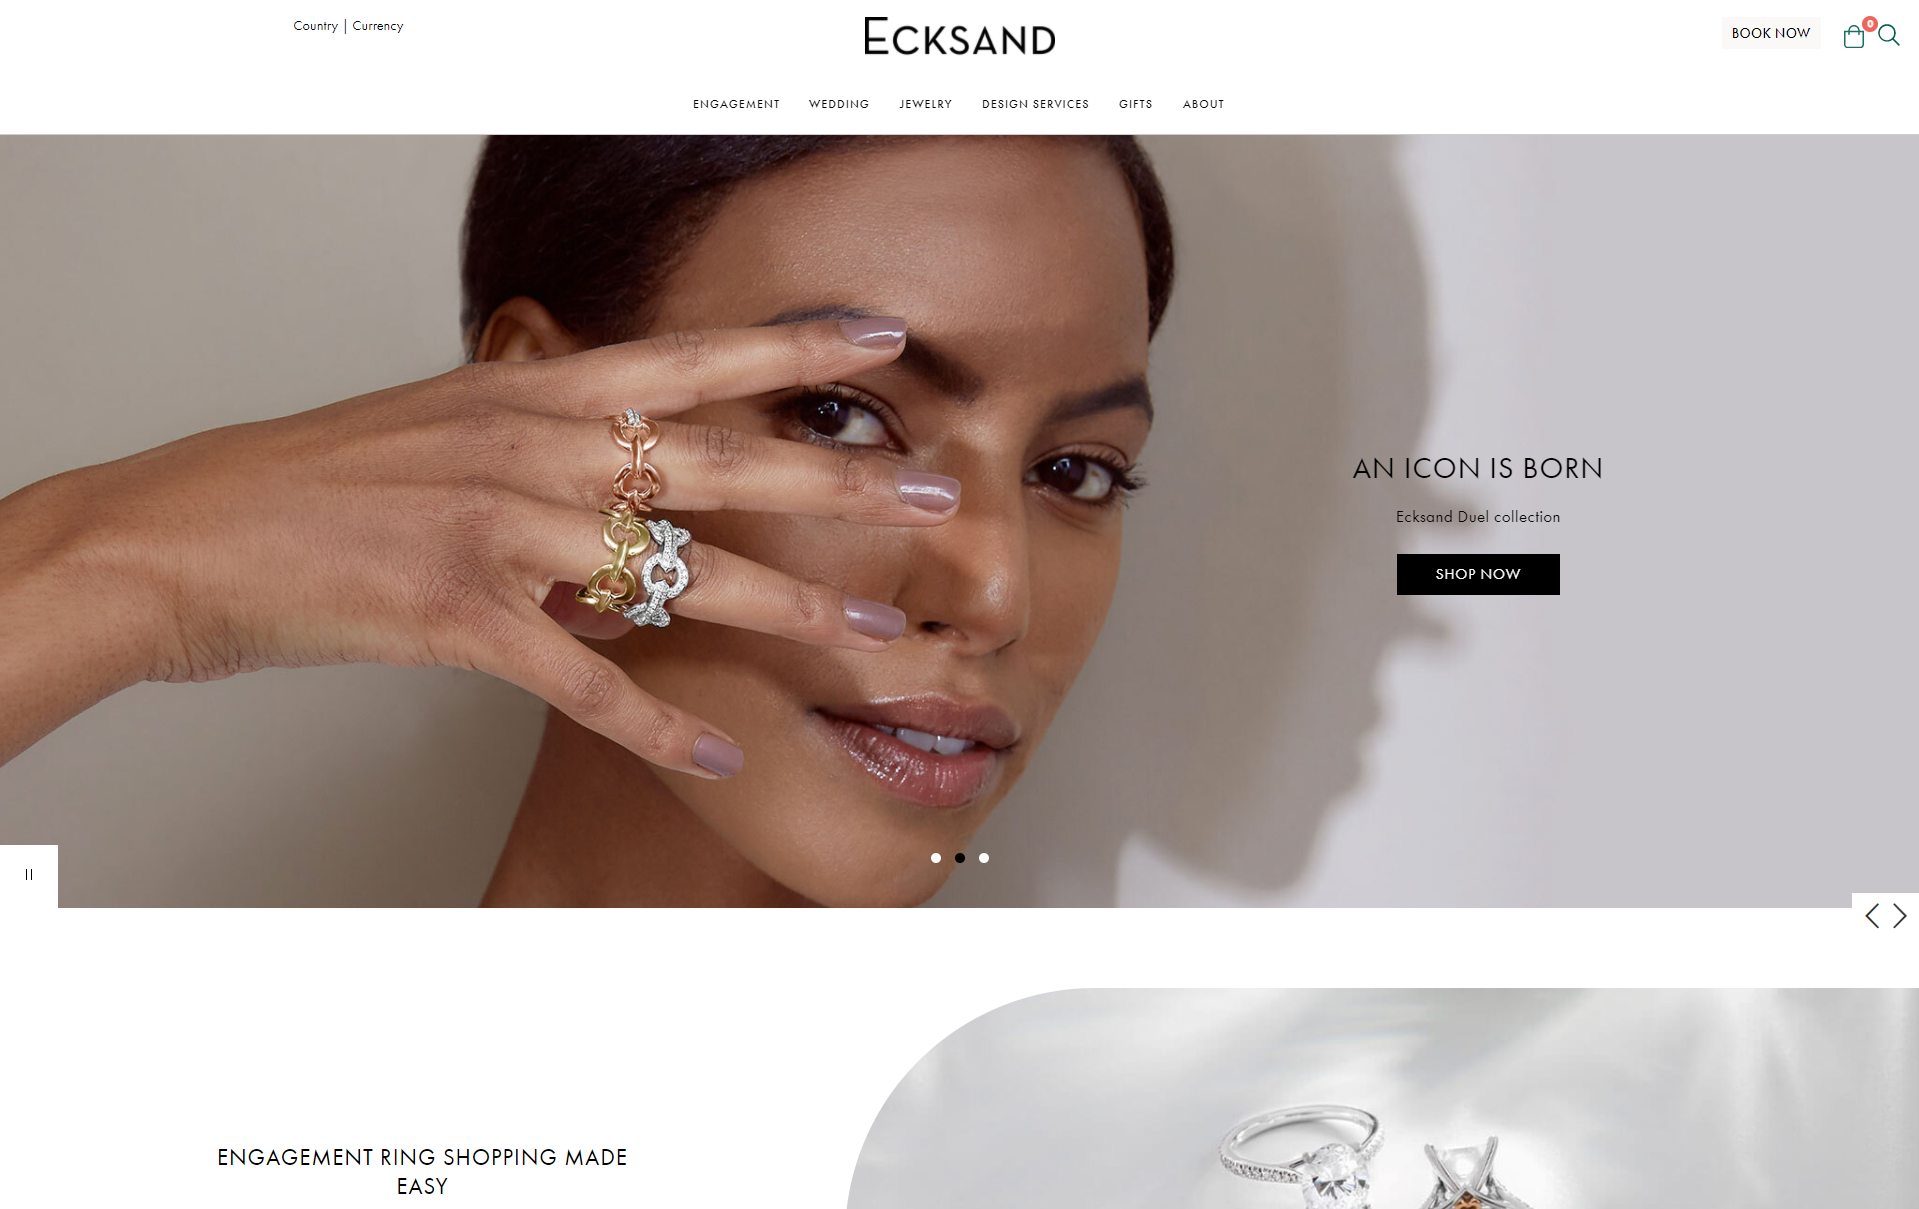 Country | Currency
ECKSAND
BOOK NOW
0
ENGAGEMENT
WEDDING
JEWELRY
DESIGN SERVICES
GIFTS
ABOUT
AN ICON IS BORN
Ecksand Duel collection
SHOP NOW
ENGAGEMENT RING SHOPPING MADE
EASY